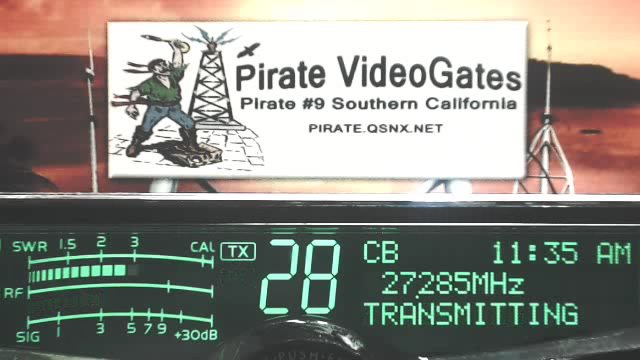 Pirate VideoGates
Pirate #9 Southern California
PIRATE.QSNX.NET
SWR 1.5 2 3 CAL
TX
28
CB 11:35 AM
27.285MHz
TRANSMITTING
RF
SIG 1 3 5 7 9 +30dB